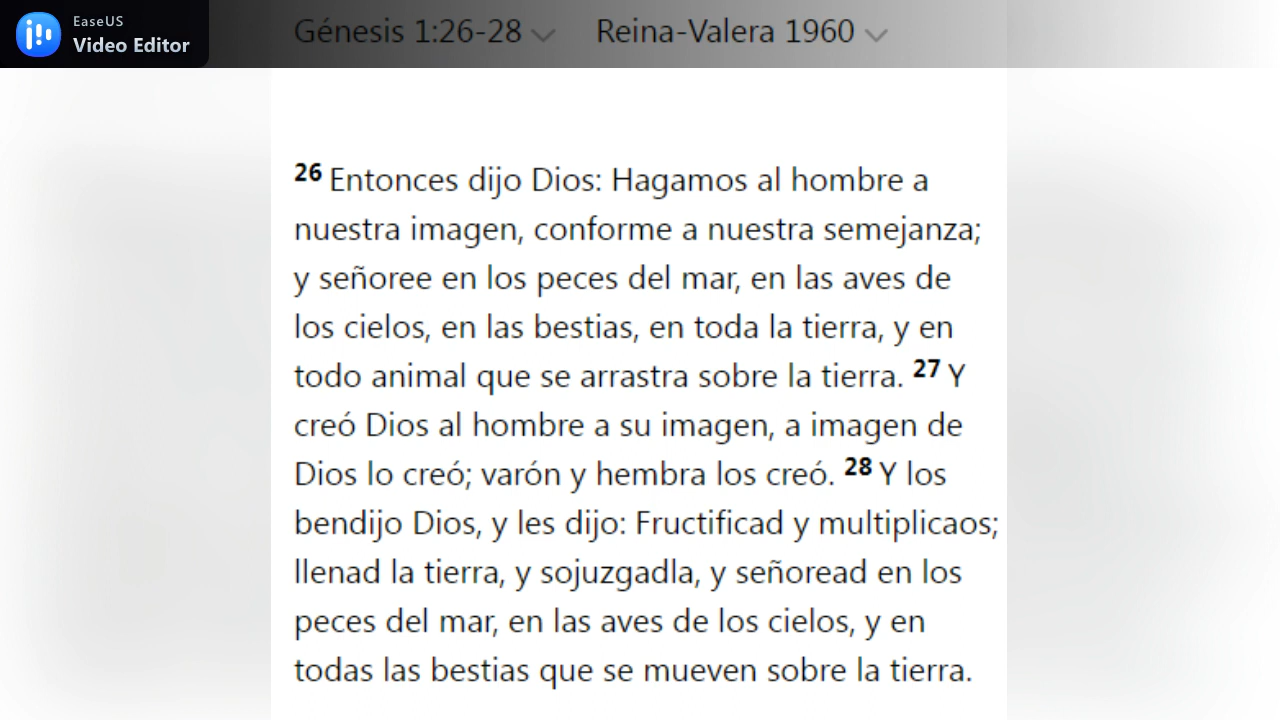 EaseUS
Video Editor
Génesis 1:26-28 Reina-Valera 1960
26 Entonces dijo Dios: Hagamos al hombre a
nuestra imagen, conforme a nuestra semejanza;
y señoree en los peces del mar, en las aves de
los cielos, en las bestias, en toda la tierra, y en
todo animal que se arrastra sobre la tierra. 27 Y
creó Dios al hombre a su imagen, a imagen de
Dios lo creó; varón y hembra los creó. 28 Y los
bendijo Dios, y les dijo: Fructificad y multiplicaos;
llenad la tierra, y sojuzgadla, y señoread en los
peces del mar, en las aves de los cielos, y en
todas las bestias que se mueven sobre la tierra.